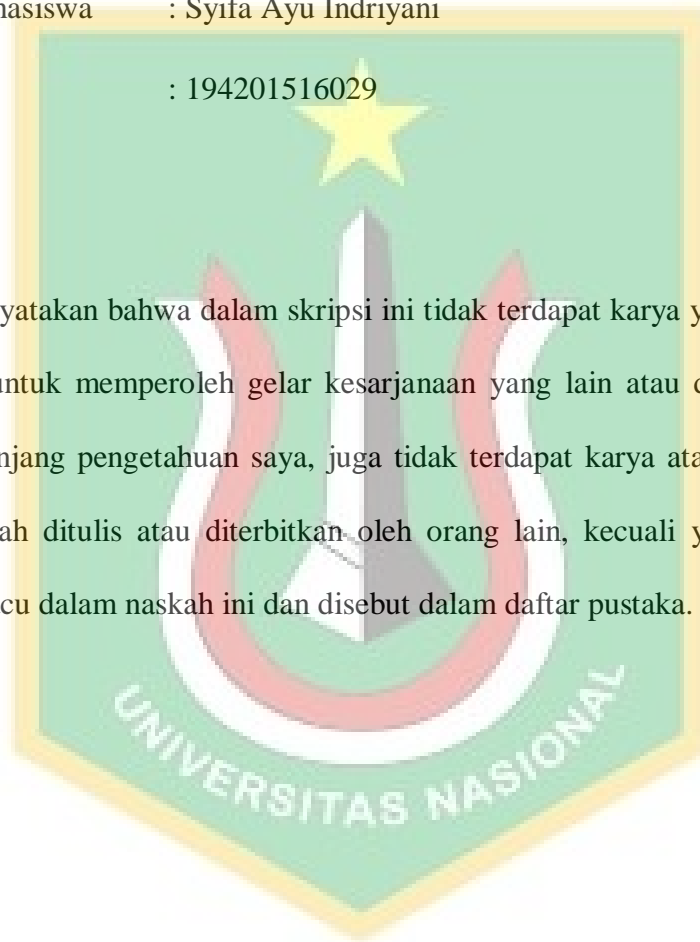 nasiswa : Syifa Ayu Indriyani
: 194201516029
yatakan bahwa dalam skripsi ini tidak terdapat karya y
untuk memperoleh gelar kesarjanaan yang lain atau d
njang pengetahuan saya, juga tidak terdapat karya ata
ah ditulis atau diterbitkan oleh orang lain, kecuali y
cu dalam naskah ini dan disebut dalam daftar pustaka.
UNIVERSITAS NASIONAL